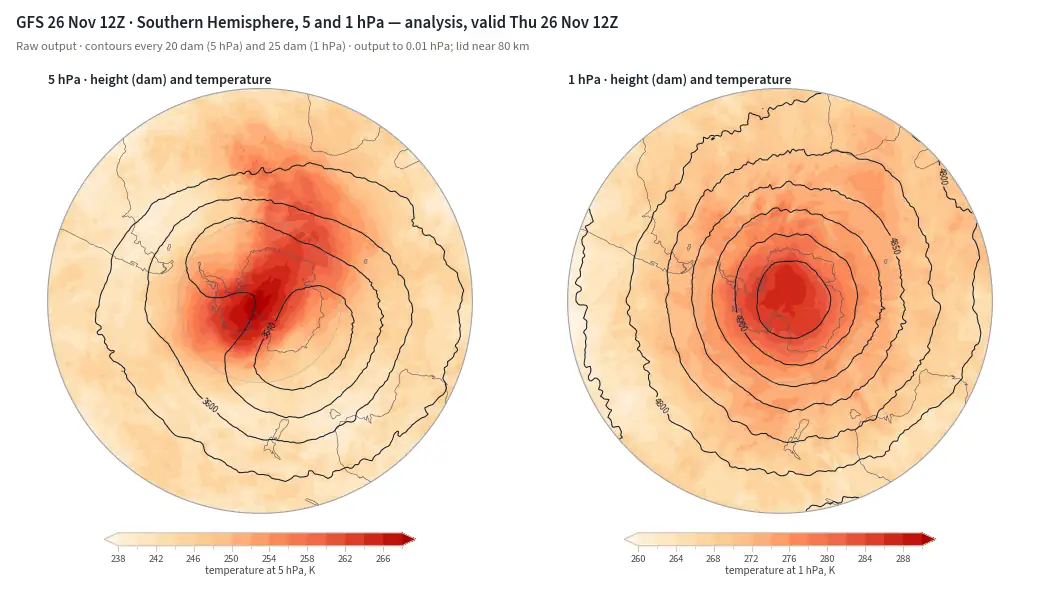 GFS 26 Nov 12Z · Southern Hemisphere, 5 and 1 hPa — analysis, valid Thu 26 Nov 12Z
Raw output · contours every 20 dam (5 hPa) and 25 dam (1 hPa) · output to 0.01 hPa; lid near 80 km
5 hPa · height (dam) and temperature
1 hPa · height (dam) and temperature
4800
4850
3600
4800
238 242 246 250 254 258 262 266
temperature at 5 hPa, K
260 264 268 272 276 280 284 288
temperature at 1 hPa, K